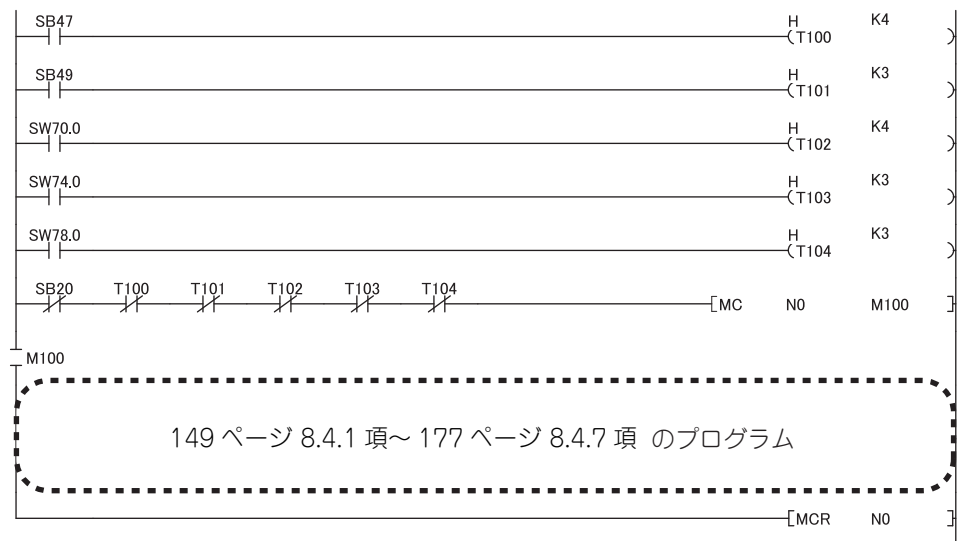 SB47 H K4
T100
SB49 H K3
T101
SW70.0 H K4
T102
SW74.0 H K3
T103
SW78.0 H K3
T104
SB20 T100 T101 T102 T103 T104
MC N0 M100
M100
149 ページ 8.4.1 項～ 177 ページ 8.4.7 項 のプログラム
MCR N0